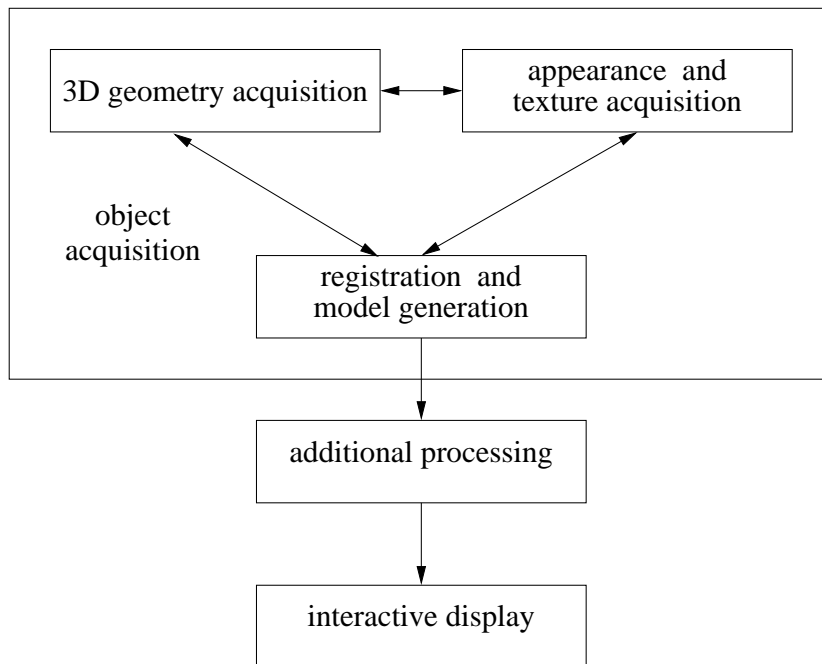 3D geometry acquisition
appearance and
texture acquisition
object
acquisition
registration and
model generation
additional processing
interactive display